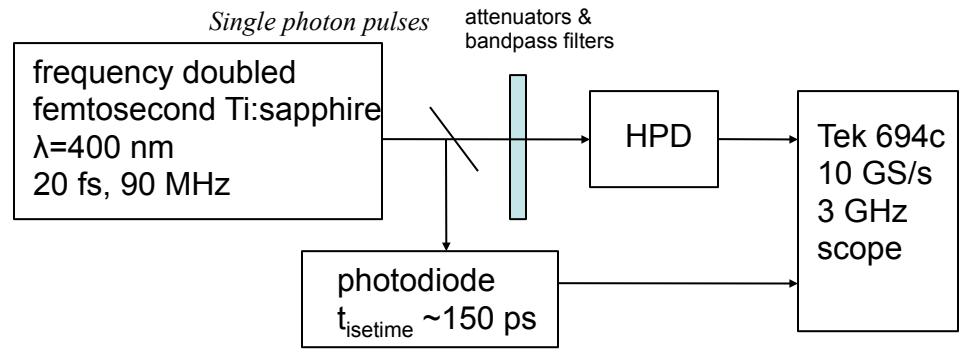 Single photon pulses
attenuators &
bandpass filters
frequency doubled
femtosecond Ti:sapphire
λ=400 nm
20 fs, 90 MHz
HPD
Tek 694c
10 GS/s
3 GHz
scope
photodiode
tisetime ~150 ps